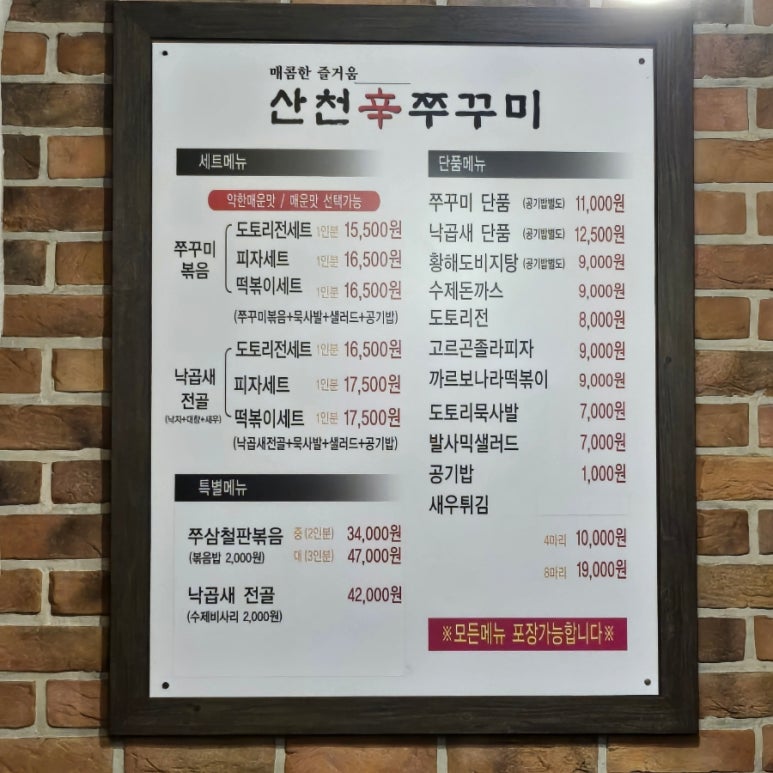 매콤한 즐거움
산천辛쭈꾸미
세트메뉴
약한매운맛 / 매운맛 선택가능
쭈꾸미 볶음
도토리전세트 1인분 15,500원
피자세트 1인분 16,500원
떡볶이세트 1인분 16,500원
(쭈꾸미볶음+묵사발+샐러드+공기밥)
낙곱새 전골
(낙지+대창+새우)
도토리전세트 1인분 16,500원
피자세트 1인분 17,500원
떡볶이세트 1인분 17,500원
(낙곱새전골+묵사발+샐러드+공기밥)
특별메뉴
쭈삼철판볶음 중(2인분) 34,000원
(볶음밥 2,000원) 대(3인분) 47,000원
낙곱새 전골 42,000원
(수제비사리 2,000원)
단품메뉴
쭈꾸미 단품 (공기밥별도) 11,000원
낙곱새 단품 (공기밥별도) 12,500원
황해도비지탕 (공기밥별도) 9,000원
수제돈까스 9,000원
도토리전 8,000원
고르곤졸라피자 9,000원
까르보나라떡볶이 9,000원
도토리묵사발 7,000원
발사믹샐러드 7,000원
공기밥 1,000원
새우튀김
4마리 10,000원
8마리 19,000원
※모든메뉴 포장가능합니다※